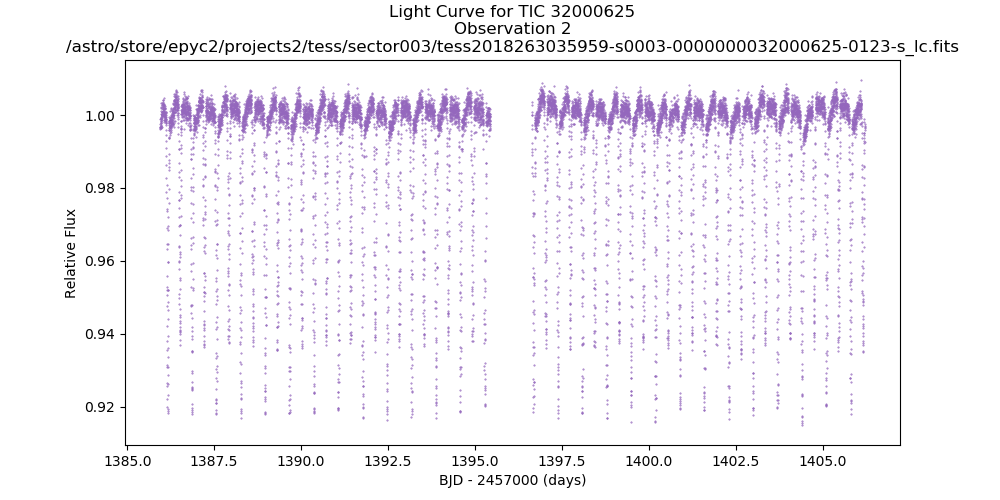 Light Curve for TIC 32000625
Observation 2
/astro/store/epyc2/projects2/tess/sector003/tess2018263035959-s0003-0000000032000625-0123-s_lc.fits
1.00
0.98
0.96
0.94
0.92
Relative Flux
1385.0 1387.5 1390.0 1392.5 1395.0 1397.5 1400.0 1402.5 1405.0
BJD - 2457000 (days)